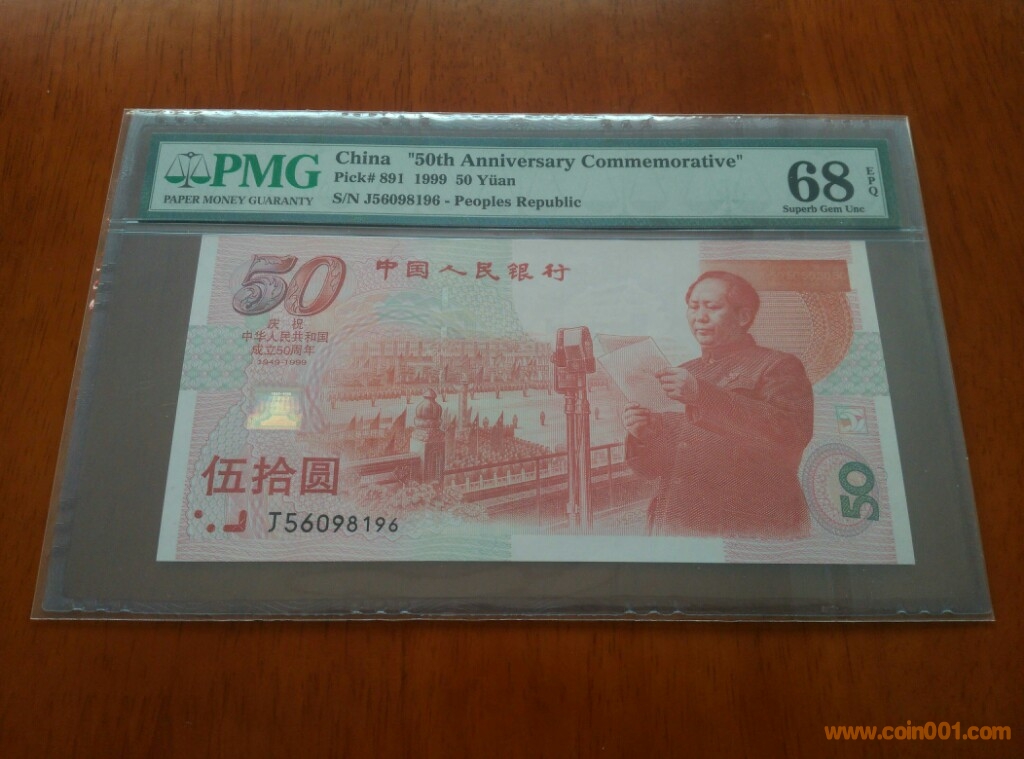 PMG
PAPER MONEY GUARANTY
China "50th Anniversary Commemorative"
Pick# 891 1999 50 Yüan
S/N J56098196 - Peoples Republic
68
EPQ
Superb Gem Unc
50
中国人民银行
庆祝
中华人民共和国
成立50周年
1949-1999
伍拾圆
J56098196
50
www.coin001.com